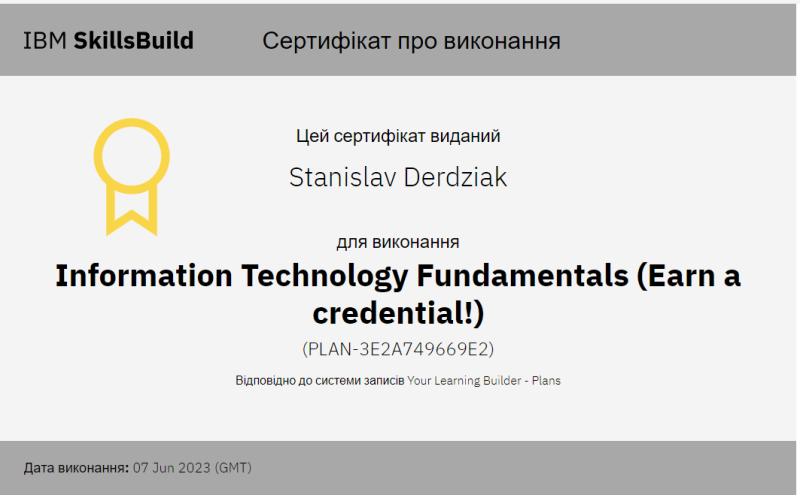 IBM SkillsBuild
Сертифікат про виконання
Цей сертифікат виданий
Stanislav Derdziak
для виконання
Information Technology Fundamentals (Earn a
credential!)
(PLAN-3E2A749669E2)
Відповідно до системи записів Your Learning Builder - Plans
Дата виконання: 07 Jun 2023 (GMT)